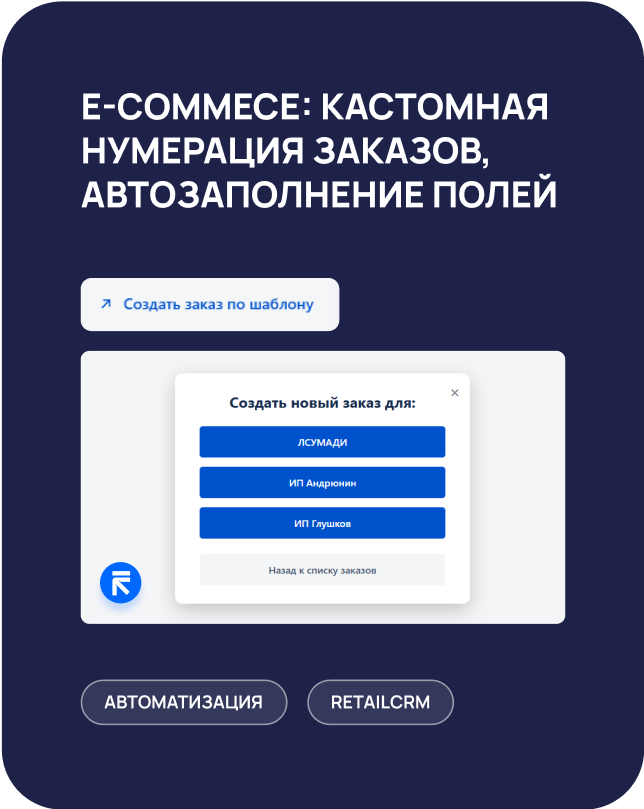 E-COMMECE: КАСТОМНАЯ
НУМЕРАЦИЯ ЗАКАЗОВ,
АВТОЗАПОЛНЕНИЕ ПОЛЕЙ
Создать заказ по шаблону
Создать новый заказ для:
ЛСУМАДИ
ИП Андрюнин
ИП Глушков
Назад к списку заказов
АВТОМАТИЗАЦИЯ
RETAILCRM